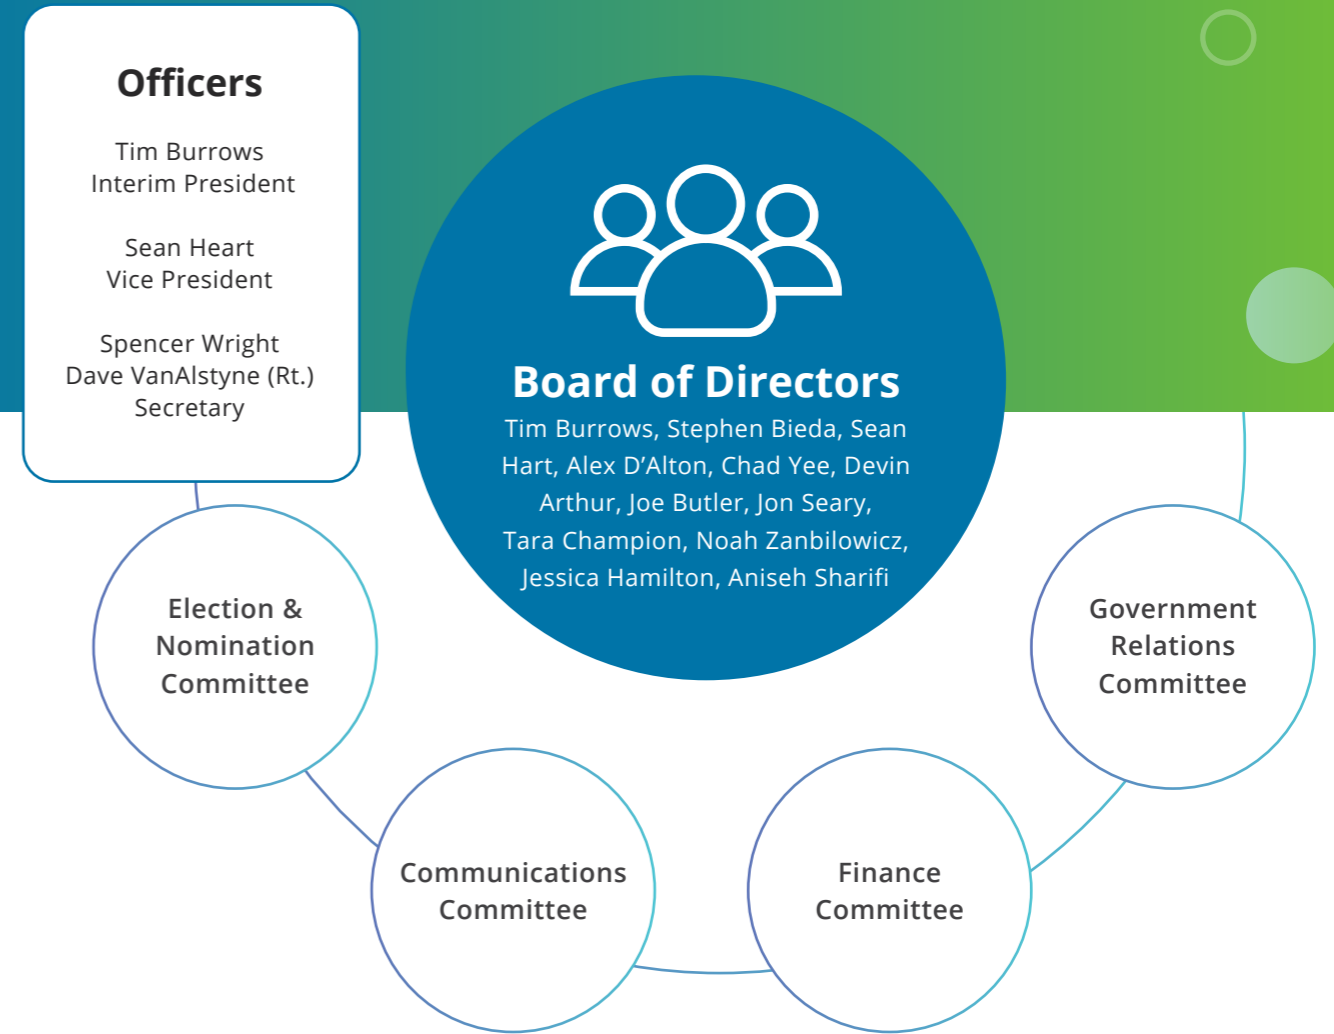 Officers
Tim Burrows
Interim President
Sean Heart
Vice President
Spencer Wright
Dave VanAlstyne (Rt.)
Secretary
Board of Directors
Tim Burrows, Stephen Bieda, Sean
Hart, Alex D’Alton, Chad Yee, Devin
Arthur, Joe Butler, Jon Seary,
Tara Champion, Noah Zanbilowicz,
Jessica Hamilton, Aniseh Sharifi
Election &
Nomination
Committee
Communications
Committee
Finance
Committee
Government
Relations
Committee